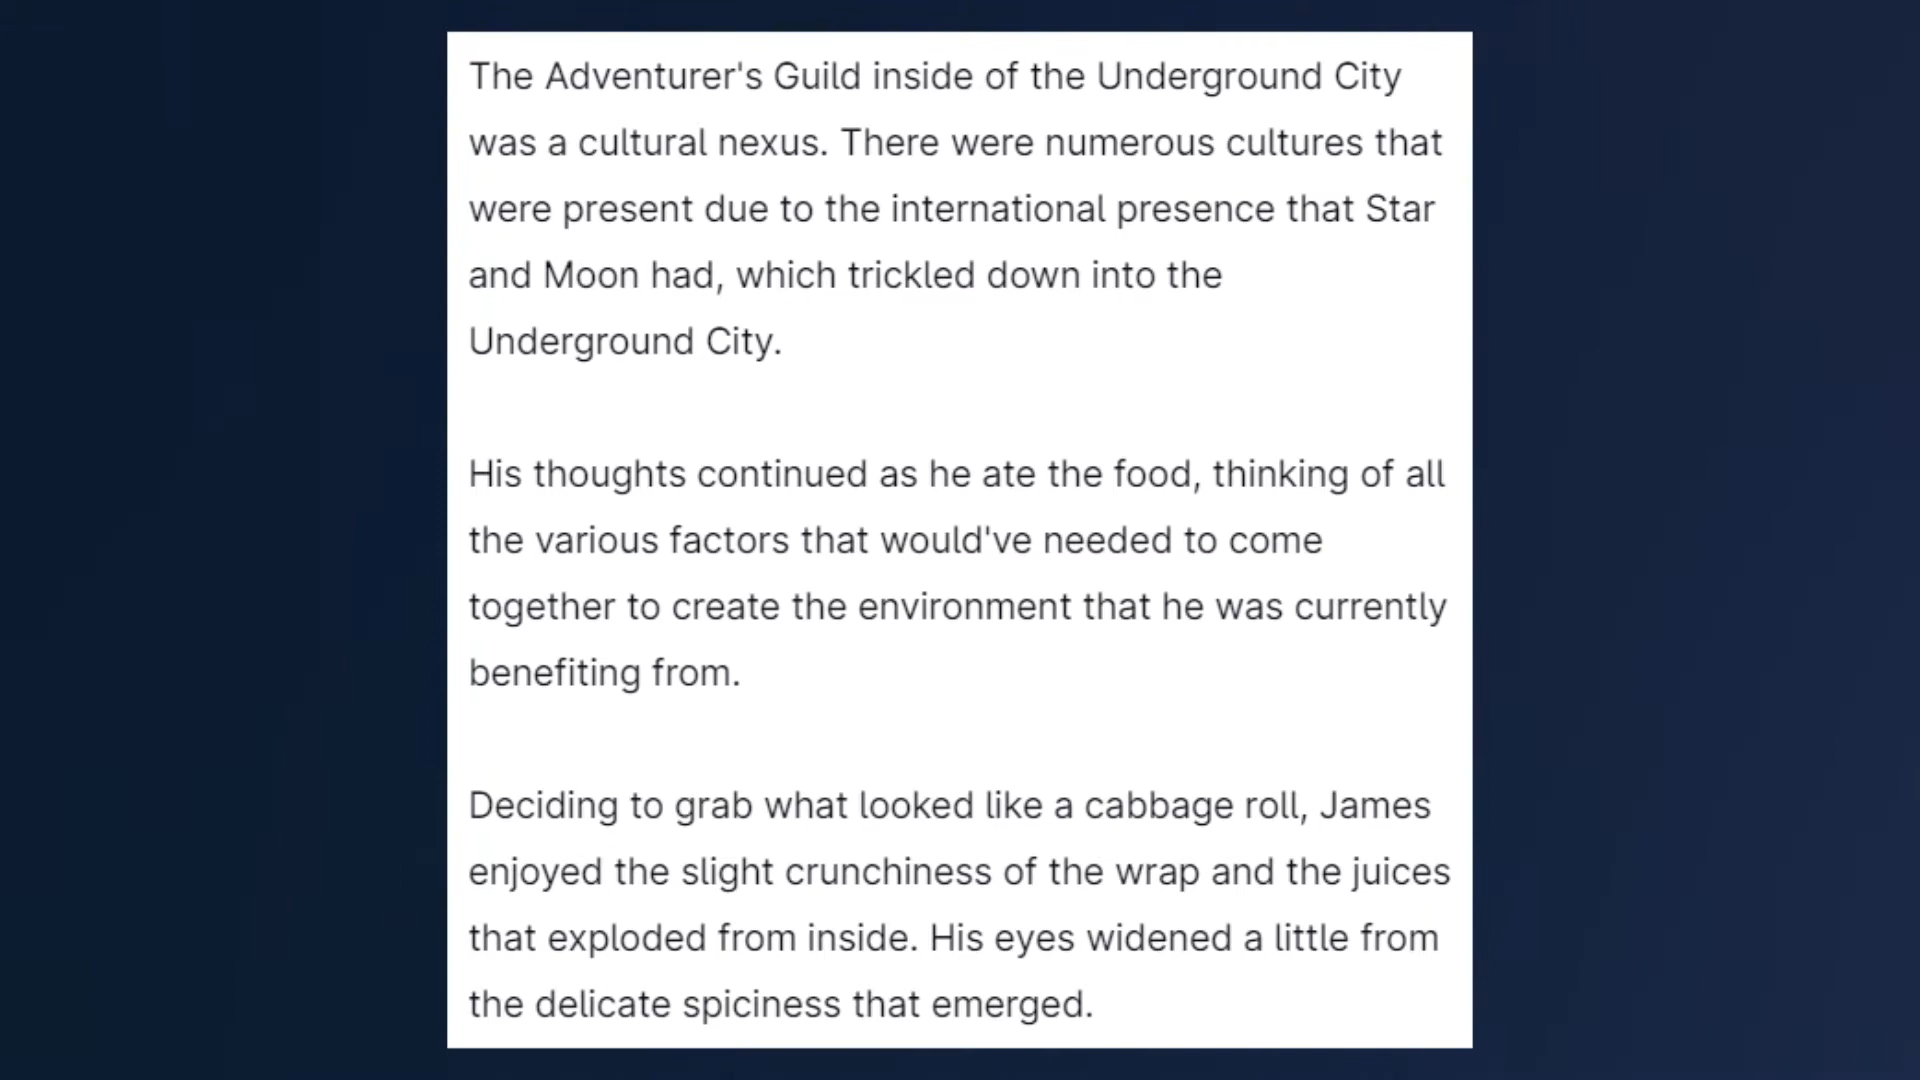 The Adventurer's Guild inside of the Underground City
was a cultural nexus. There were numerous cultures that
were present due to the international presence that Star
and Moon had, which trickled down into the
Underground City.
His thoughts continued as he ate the food, thinking of all
the various factors that would've needed to come
together to create the environment that he was currently
benefiting from.
Deciding to grab what looked like a cabbage roll, James
enjoyed the slight crunchiness of the wrap and the juices
that exploded from inside. His eyes widened a little from
the delicate spiciness that emerged.